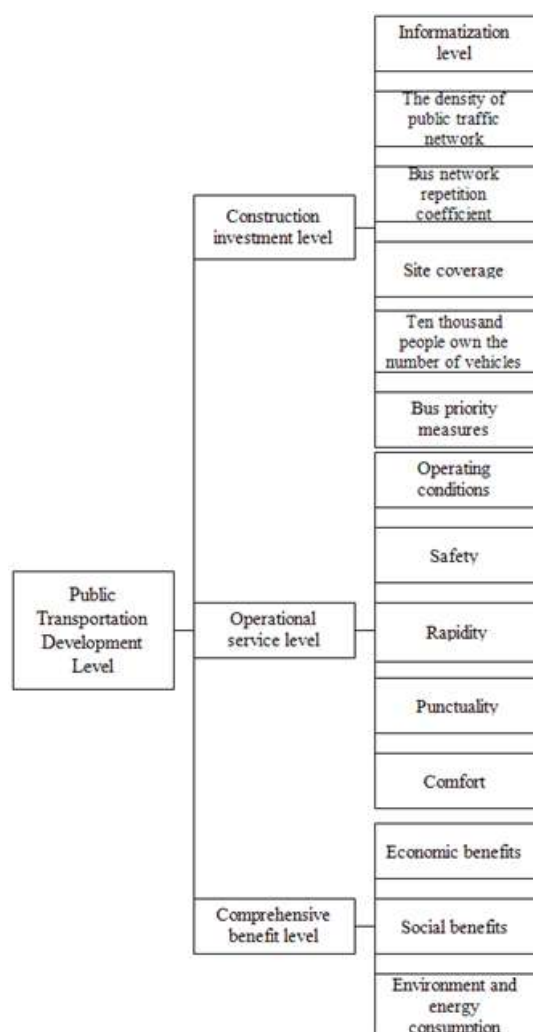 Informatization
level
The density of
public traffic
network
Bus network
repetition
coefficient
Construction
investment level
Site coverage
Ten thousand
people own the
number of vehicles
Bus priority
measures
Operating
conditions
Safety
Public
Transportation
Development
Level
Operational
service level
Rapidity
Punctuality
Comfort
Economic benefits
Comprehensive
benefit level
Social benefits
Environment and
energy
consumption